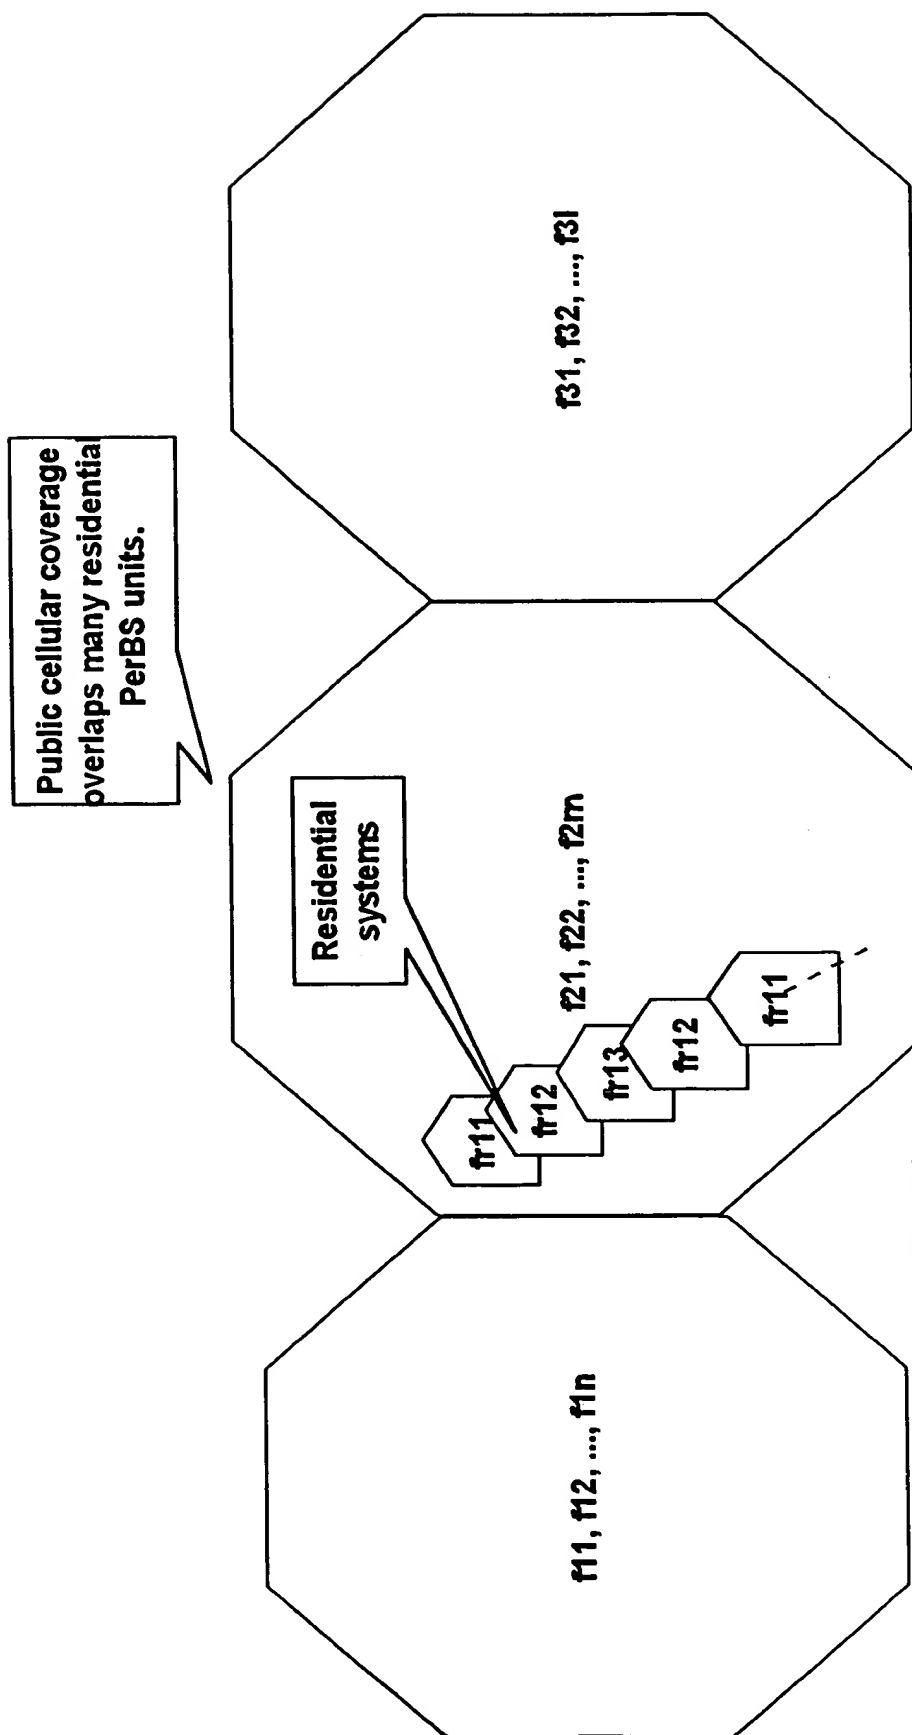 Public cellular coverage
overlaps many residential
PerBS units.
Residential
systems
f11, f12, ..., f1n
f21, f22, ..., f2m
f31, f32, ..., f3l
fr11
fr12
fr13
fr12
fr11